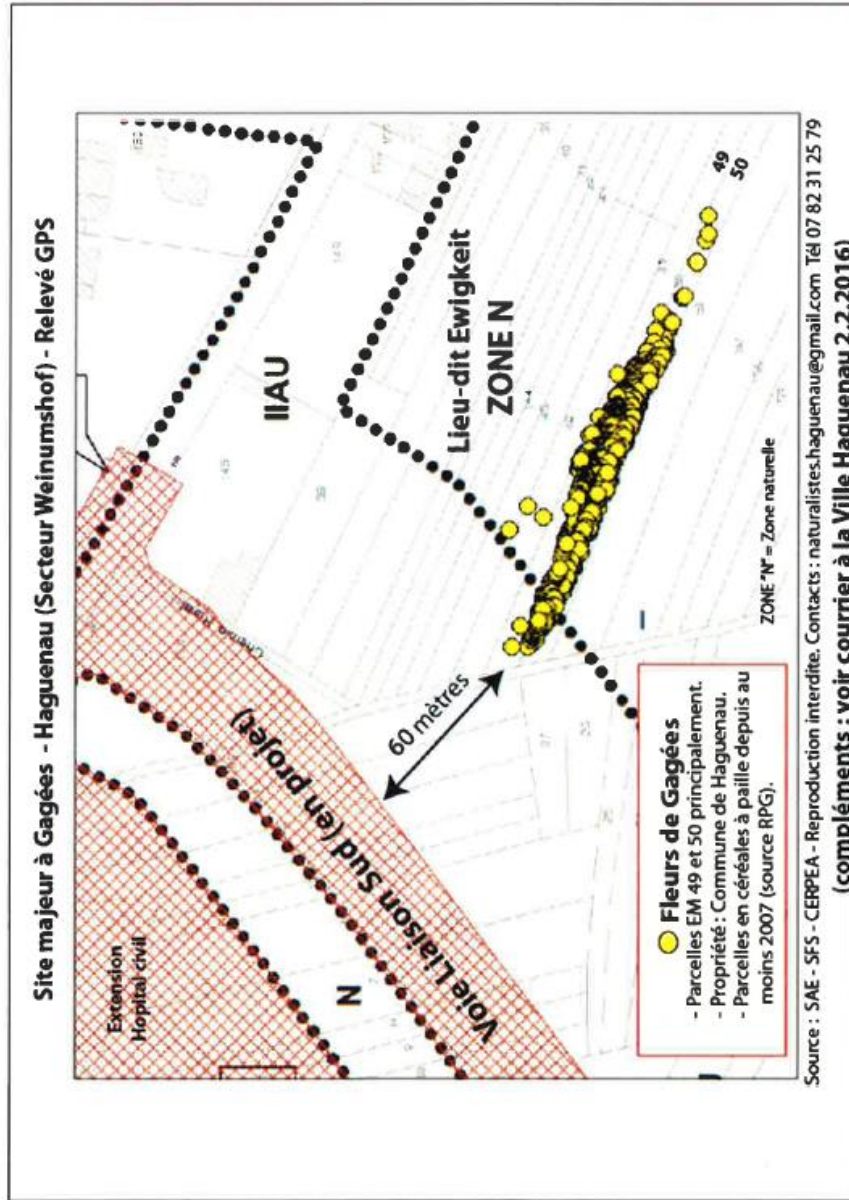 Site majeur à Gagées - Haguenau (Secteur Weinumshof) - Relevé GPS
Extension
Hopital civil
N
Voie Liaison Sud (en projet)
60 mètres
Chemin Rural
IIAU
Lieu-dit Ewigkeit
ZONE N
49
50
ZONE "N" = Zone naturelle
Fleurs de Gagées
- Parcelles EM 49 et 50 principalement.
- Propriété : Commune de Haguenau.
- Parcelles en céréales à paille depuis au
moins 2007 (source RPG).
Source : SAE - SFS - CERPEA - Reproduction interdite. Contacts : naturalistes.haguenau@gmail.com Tél 07 82 31 25 79
(compléments : voir courrier à la Ville Haguenau 2.2.2016)